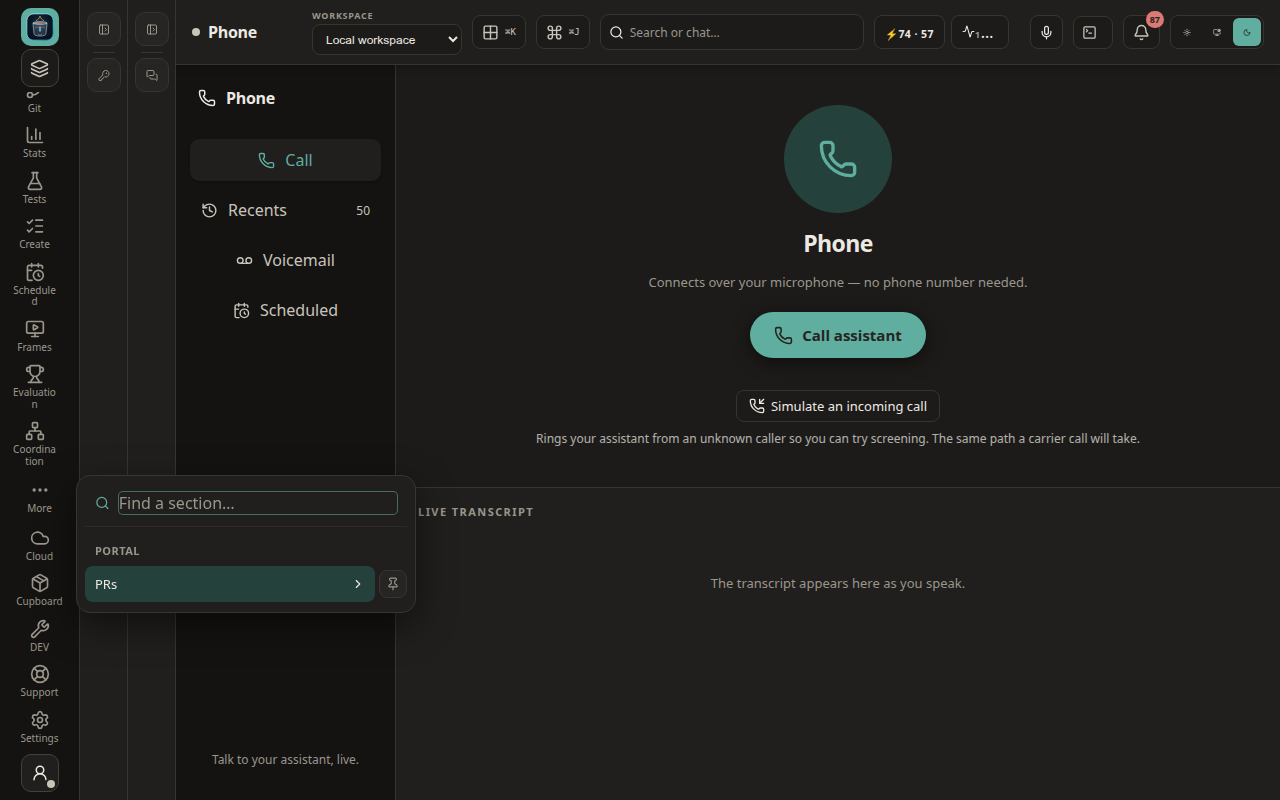 Phone
WORKSPACE
Local workspace
⌘K
⌘J
Search or chat...
⚡74 · 57
1...
87
Git
Stats
Tests
Create
Schedule
d
Frames
Evaluatio
n
Coordina
tion
More
Cloud
Cupboard
DEV
Support
Settings
Phone
Call
Recents 50
Voicemail
Scheduled
Talk to your assistant, live.
Find a section...
PORTAL
PRs
Phone
Connects over your microphone — no phone number needed.
Call assistant
Simulate an incoming call
Rings your assistant from an unknown caller so you can try screening. The same path a carrier call will take.
LIVE TRANSCRIPT
The transcript appears here as you speak.